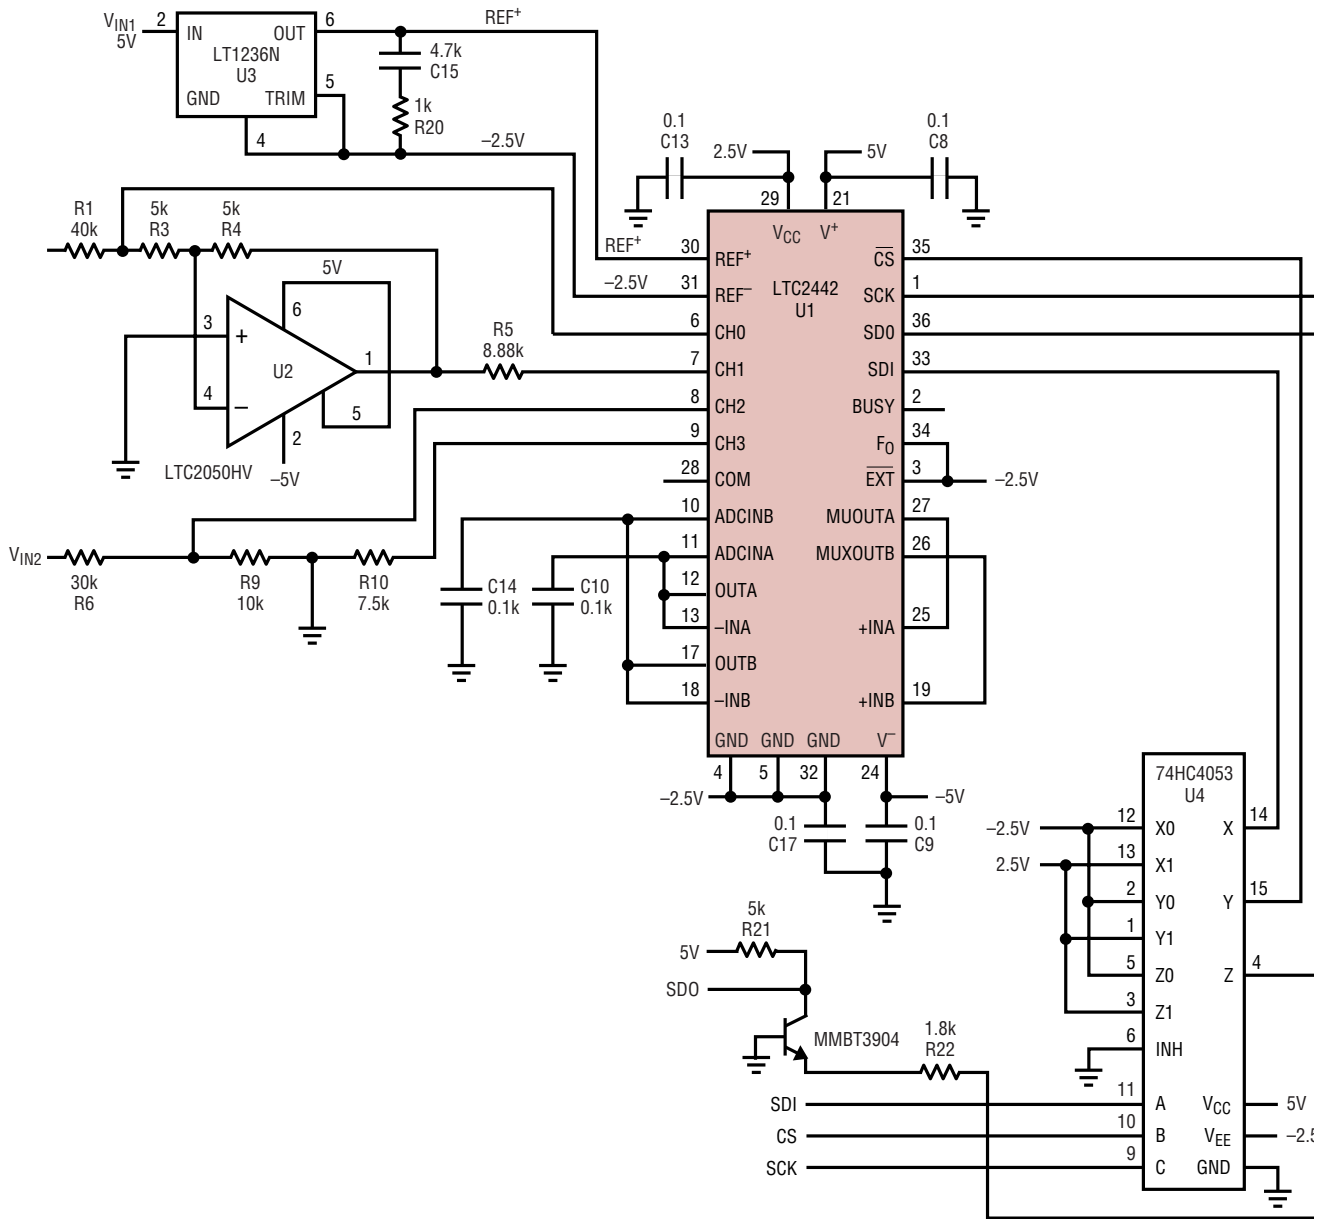 VIN1
5V
2
IN
OUT
6
REF+
LT1236N
U3
5
GND
TRIM
4
4.7k
C15
1k
R20
–2.5V
0.1
C13
2.5V
5V
0.1
C8
29
21
VCC
V+
R1
40k
5k
R3
5k
R4
5V
3
+
6
U2
1
4
–
5
2
LTC2050HV
–5V
R5
8.88k
REF+
–2.5V
LTC2442
U1
30
REF+
31
REF–
6
CH0
7
CH1
8
CH2
9
CH3
28
COM
10
ADCINB
11
ADCINA
12
OUTA
13
–INA
17
OUTB
18
–INB
CS
35
SCK
1
SD0
36
SDI
33
BUSY
2
FO
34
EXT
3
–2.5V
MUOUTA
27
MUXOUTB
26
+INA
25
+INB
19
GND
GND
GND
V–
4
5
32
24
–2.5V
–5V
0.1
C17
0.1
C9
VIN2
30k
R6
R9
10k
R10
7.5k
C14
0.1k
C10
0.1k
5k
R21
5V
SDO
MMBT3904
1.8k
R22
SDI
CS
SCK
74HC4053
U4
–2.5V
12
X0
X
14
2.5V
13
X1
2
Y0
Y
15
1
Y1
5
Z0
Z
4
3
Z1
6
INH
11
A
VCC
5V
10
B
VEE
–2.5
9
C
GND